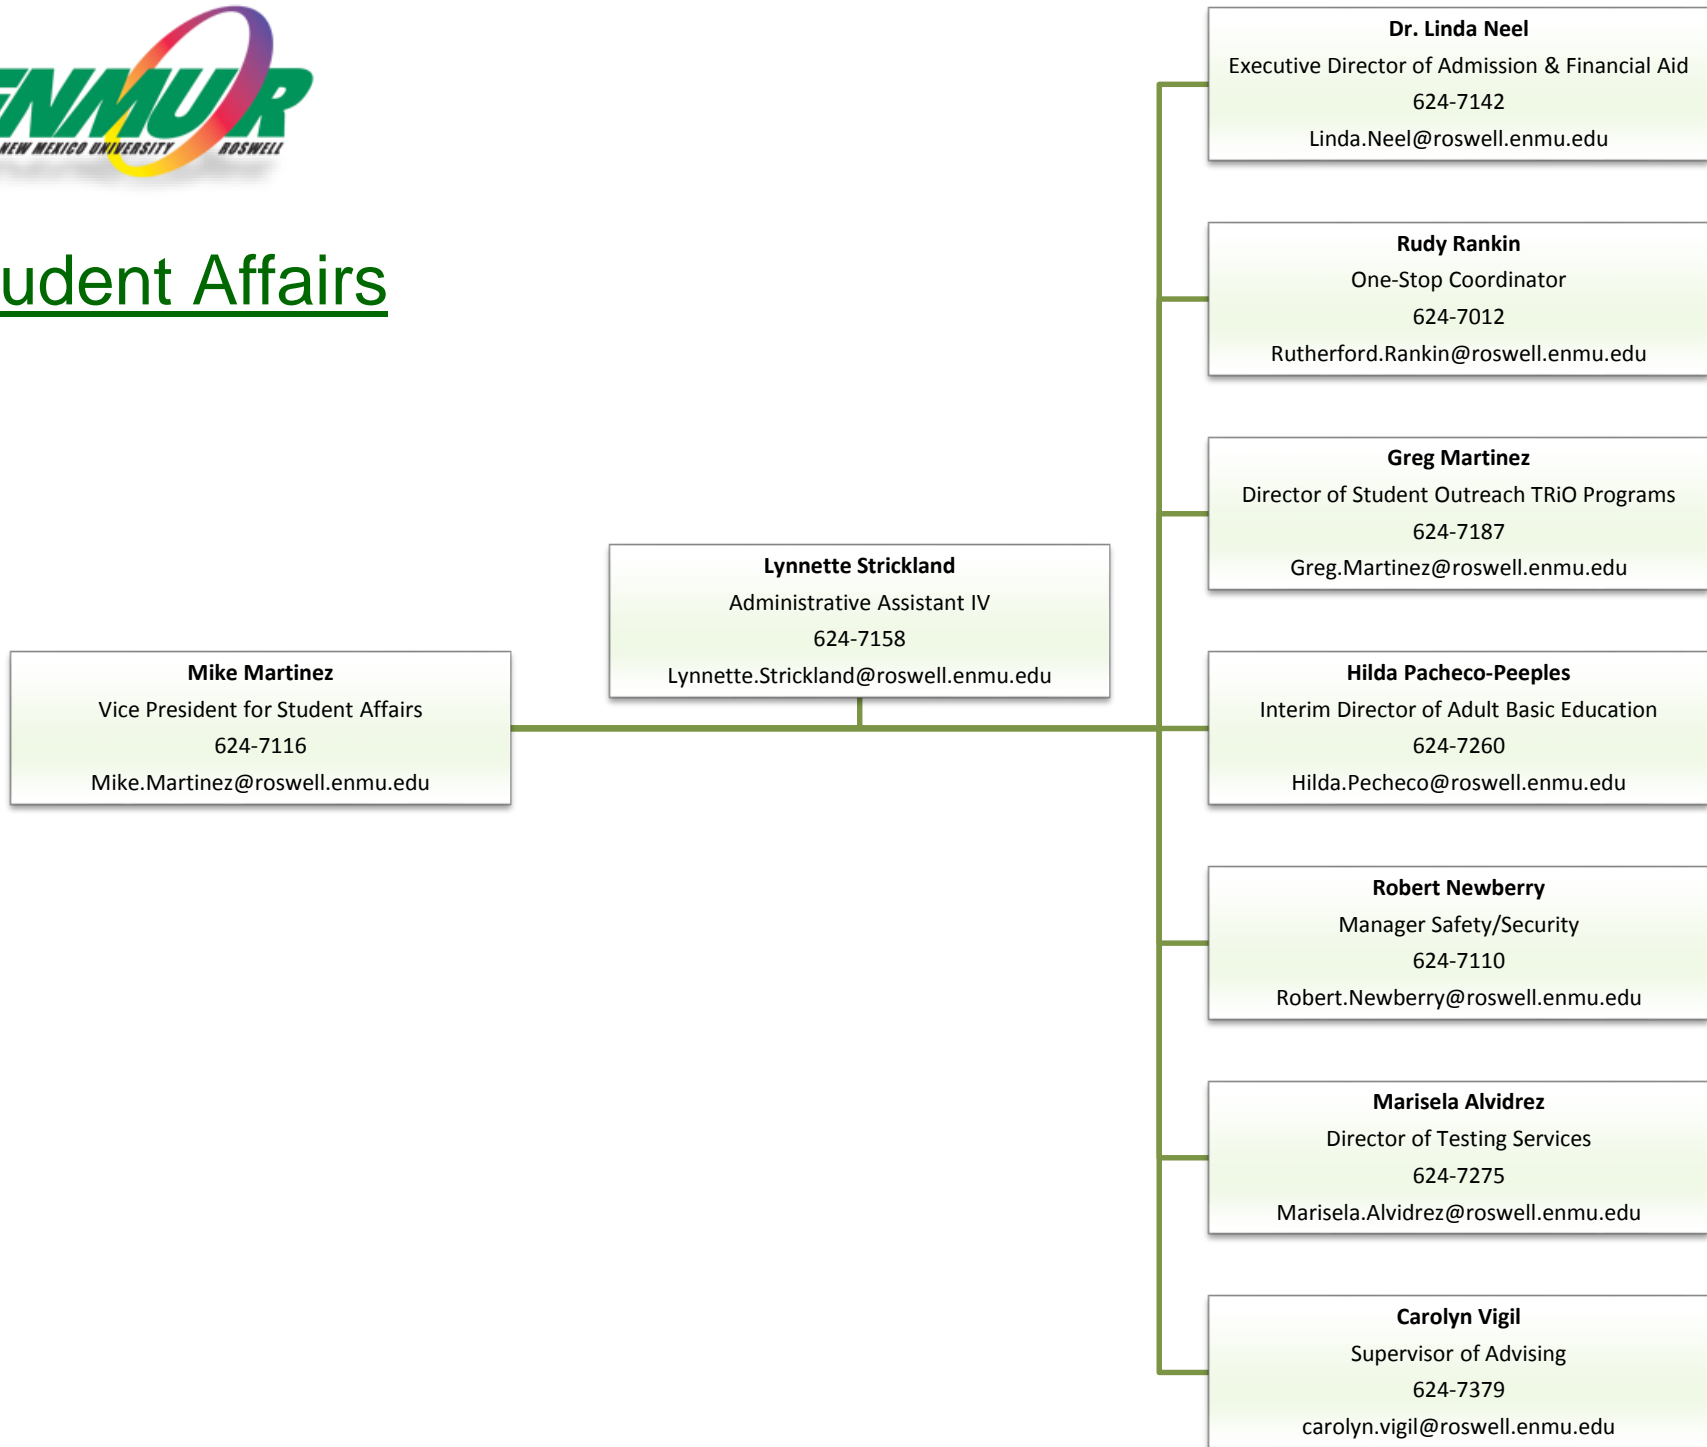 ENMUR
NEW MEXICO UNIVERSITY ROSWELL
udent Affairs
Mike Martinez
Vice President for Student Affairs
624-7116
Mike.Martinez@roswell.enmu.edu
Lynnette Strickland
Administrative Assistant IV
624-7158
Lynnette.Strickland@roswell.enmu.edu
Dr. Linda Neel
Executive Director of Admission & Financial Aid
624-7142
Linda.Neel@roswell.enmu.edu
Rudy Rankin
One-Stop Coordinator
624-7012
Rutherford.Rankin@roswell.enmu.edu
Greg Martinez
Director of Student Outreach TRiO Programs
624-7187
Greg.Martinez@roswell.enmu.edu
Hilda Pacheco-Peeples
Interim Director of Adult Basic Education
624-7260
Hilda.Pecheco@roswell.enmu.edu
Robert Newberry
Manager Safety/Security
624-7110
Robert.Newberry@roswell.enmu.edu
Marisela Alvidrez
Director of Testing Services
624-7275
Marisela.Alvidrez@roswell.enmu.edu
Carolyn Vigil
Supervisor of Advising
624-7379
carolyn.vigil@roswell.enmu.edu